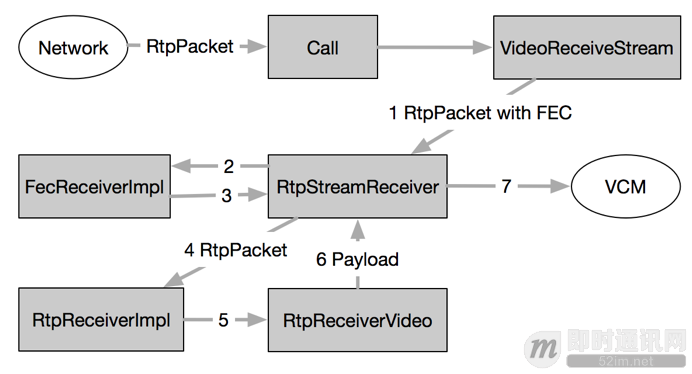 Network
RtpPacket
Call
VideoReceiveStream
1 RtpPacket with FEC
FecReceiverImpl
2
3
RtpStreamReceiver
7
VCM
4 RtpPacket
6 Payload
RtpReceiverImpl
5
RtpReceiverVideo
m
即时通讯网
52im.net